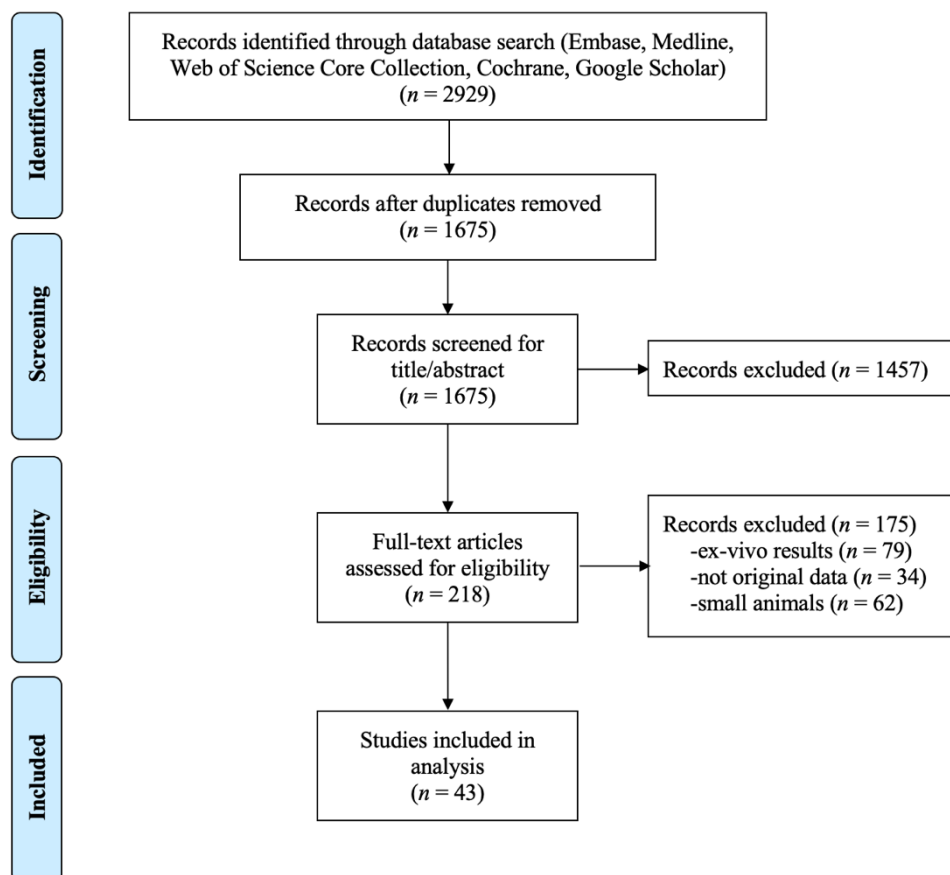 Identification
Records identified through database search (Embase, Medline,
Web of Science Core Collection, Cochrane, Google Scholar)
(n = 2929)
Records after duplicates removed
(n = 1675)
Screening
Records screened for
title/abstract
(n = 1675)
Records excluded (n = 1457)
Eligibility
Full-text articles
assessed for eligibility
(n = 218)
Records excluded (n = 175)
-ex-vivo results (n = 79)
-not original data (n = 34)
-small animals (n = 62)
Included
Studies included in
analysis
(n = 43)